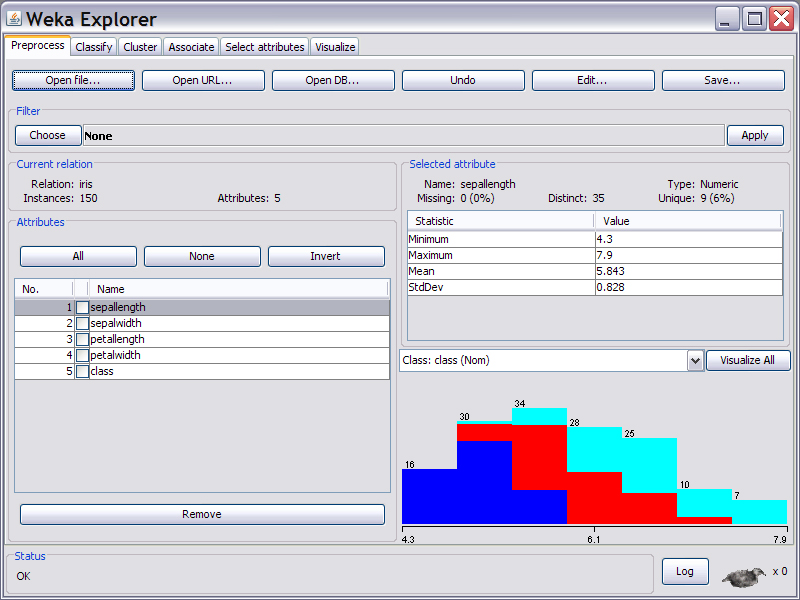 Weka Explorer
Preprocess Classify Cluster Associate Select attributes Visualize
Open file... Open URL... Open DB... Undo Edit... Save...
Filter
Choose None Apply
Current relation
Relation: iris
Instances: 150 Attributes: 5
Selected attribute
Name: sepallength Type: Numeric
Missing: 0 (0%) Distinct: 35 Unique: 9 (6%)
Statistic Value
Minimum 4.3
Maximum 7.9
Mean 5.843
StdDev 0.828
Attributes
All None Invert
No. Name
1 sepallength
2 sepalwidth
3 petallength
4 petalwidth
5 class
Remove
Class: class (Nom) Visualize All
16 30 34 28 25 10 7
4.3 6.1 7.9
Status
OK
Log x 0